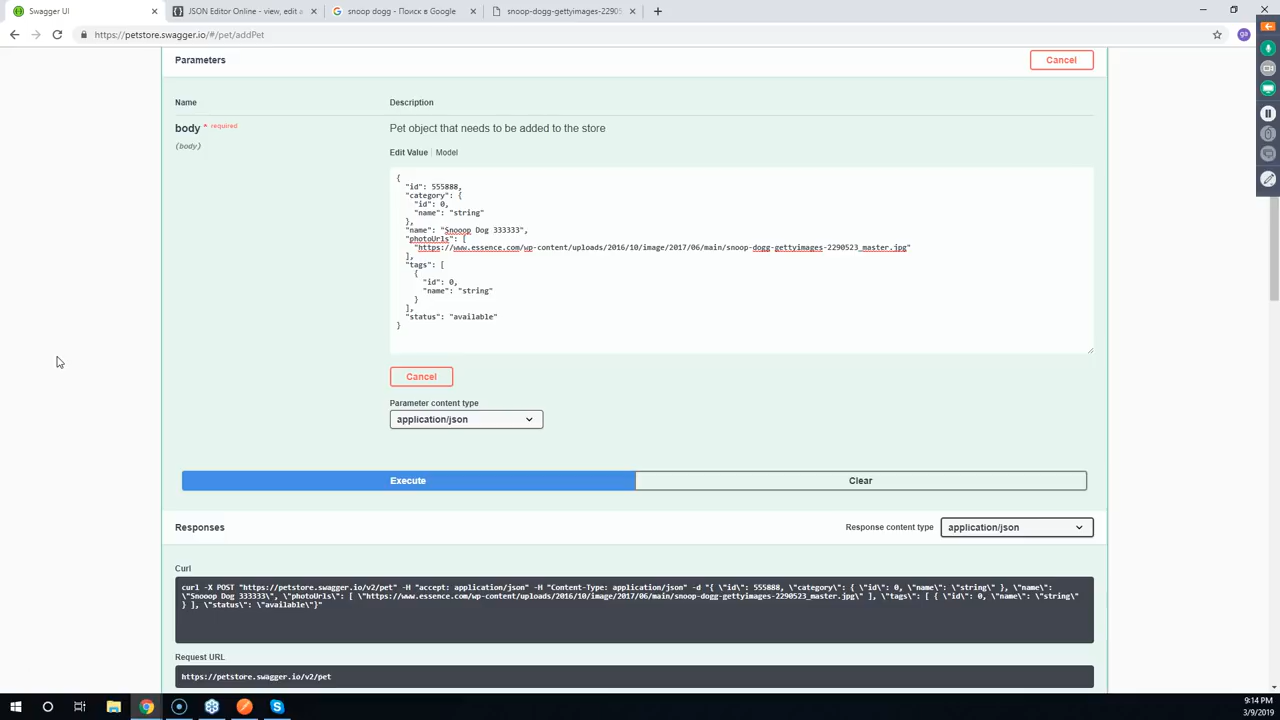 Swagger UI
JSON Editor Online - view, edit a
snoop dogg - Поиск в Google
snoop-dogg-gettyimages-22905
https://petstore.swagger.io/#/pet/addPet
Parameters
Cancel
Name
Description
body * required
(body)
Pet object that needs to be added to the store
Edit Value | Model
{
"id": 555888,
"category": {
"id": 0,
"name": "string"
},
"name": "Snooop Dog 333333",
"photoUrls": [
"https://www.essence.com/wp-content/uploads/2016/10/image/2017/06/main/snoop-dogg-gettyimages-2290523_master.jpg"
],
"tags": [
{
"id": 0,
"name": "string"
}
],
"status": "available"
}
Cancel
Parameter content type
application/json
Execute
Clear
Responses
Response content type
application/json
Curl
curl -X POST "https://petstore.swagger.io/v2/pet" -H "accept: application/json" -H "Content-Type: application/json" -d "{ \"id\": 555888, \"category\": { \"id\": 0, \"name\": \"string\" }, \"name\":
\"Snooop Dog 333333\", \"photoUrls\": [ \"https://www.essence.com/wp-content/uploads/2016/10/image/2017/06/main/snoop-dogg-gettyimages-2290523_master.jpg\" ], \"tags\": [ { \"id\": 0, \"name\": \"string\"
} ], \"status\": \"available\"}"
Request URL
https://petstore.swagger.io/v2/pet
9:14 PM
3/9/2019